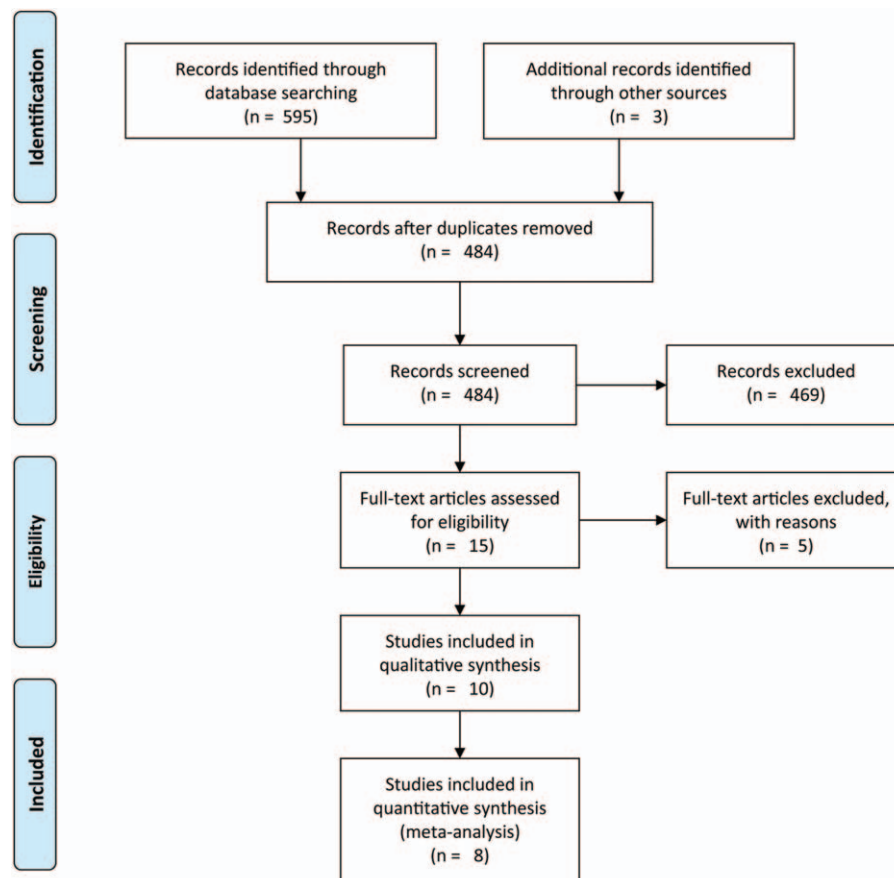 Identification
Records identified through
database searching
(n = 595)
Additional records identified
through other sources
(n = 3)
Records after duplicates removed
(n = 484)
Screening
Records screened
(n = 484)
Records excluded
(n = 469)
Eligibility
Full-text articles assessed
for eligibility
(n = 15)
Full-text articles excluded,
with reasons
(n = 5)
Studies included in
qualitative synthesis
(n = 10)
Included
Studies included in
quantitative synthesis
(meta-analysis)
(n = 8)